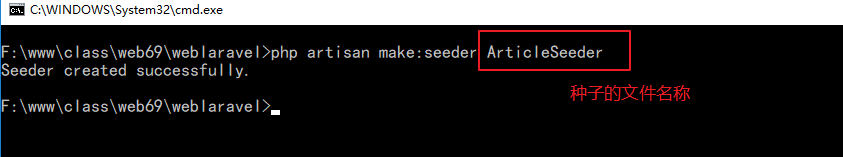 C:\WINDOWS\System32\cmd.exe
F:\www\class\web69\weblaravel>php artisan make:seeder ArticleSeeder
Seeder created successfully.
种子的文件名称
F:\www\class\web69\weblaravel>